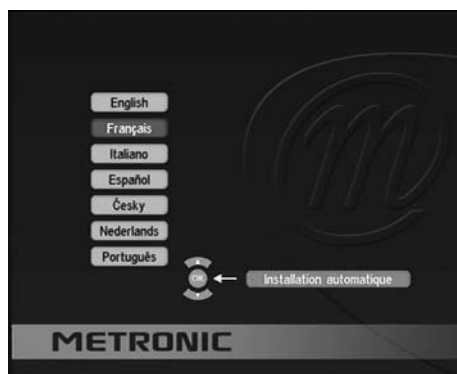 English
Français
Italiano
Español
Česky
Nederlands
Português
OK
Installation automatique
METRONIC